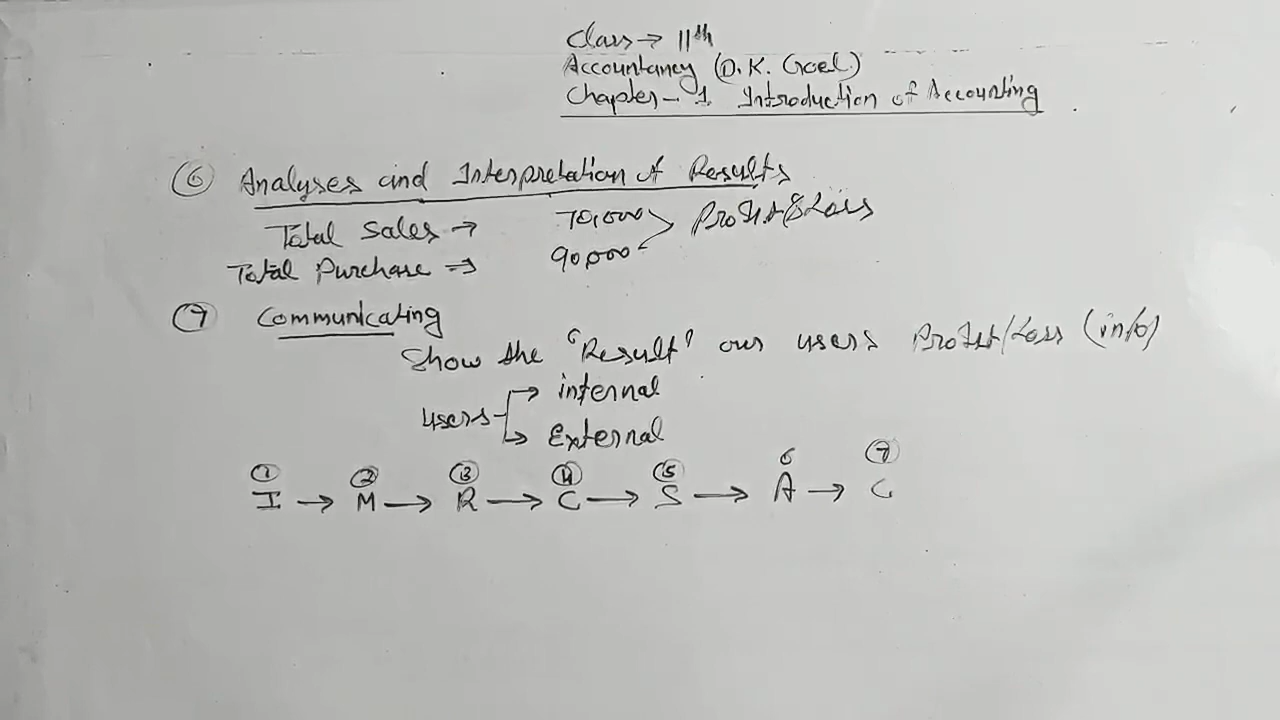 Class → 11th
Accountancy (D.K. Goel)
Chapter - 1 Introduction of Accounting
⑥ Analyses and Interpretation of Results
Total Sales → 70,000 Profit/Loss
Total Purchase → 90,000
⑦ Communicating
Show the "Result" our users Profit/Loss (info)
users → internal
→ External
① ② ③ ④ ⑤ 6 ⑦
I → M → R → C → S → A → C